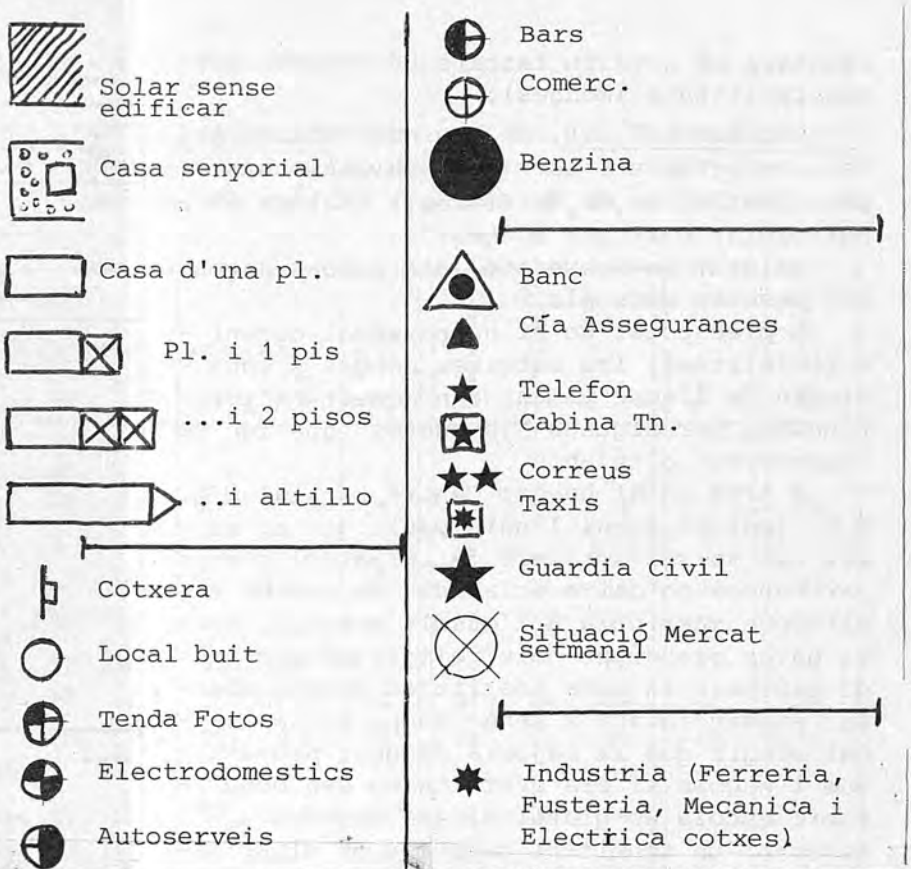 Solar sense
edificar
Casa senyorial
Casa d'una pl.
Pl. i 1 pis
...i 2 pisos
...i altillo
Cotxera
Local buit
Tenda Fotos
Electrodomestics
Autoserveis
Bars
Comerç.
Benzina
Banc
Cía Assegurances
Telefon
Cabina Tn
Correus
Taxis
Guardia Civil
Situació Mercat
setmanal
Industria (Ferreria,
Fusteria, Mecanica i
Electrica cotxes)